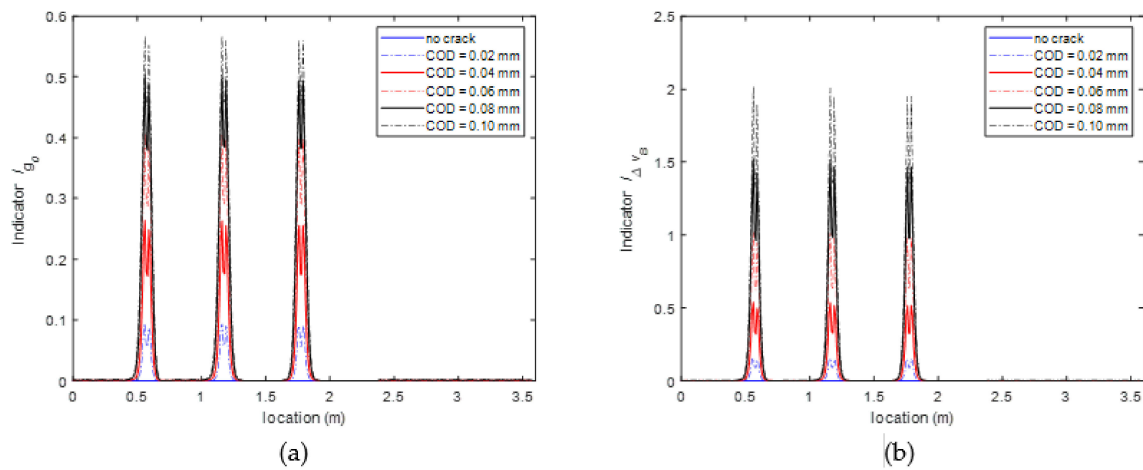 0.6
0.5
0.4
0.3
0.2
0.1
0
Indicator I_{g_o}
no crack
COD = 0.02 mm
COD = 0.04 mm
COD = 0.06 mm
COD = 0.08 mm
COD = 0.10 mm
0 0.5 1 1.5 2 2.5 3 3.5
location (m)
(a)
2.5
2
1.5
1
0.5
0
Indicator I_{Δ v_B}
no crack
COD = 0.02 mm
COD = 0.04 mm
COD = 0.06 mm
COD = 0.08 mm
COD = 0.10 mm
0 0.5 1 1.5 2 2.5 3 3.5
location (m)
(b)